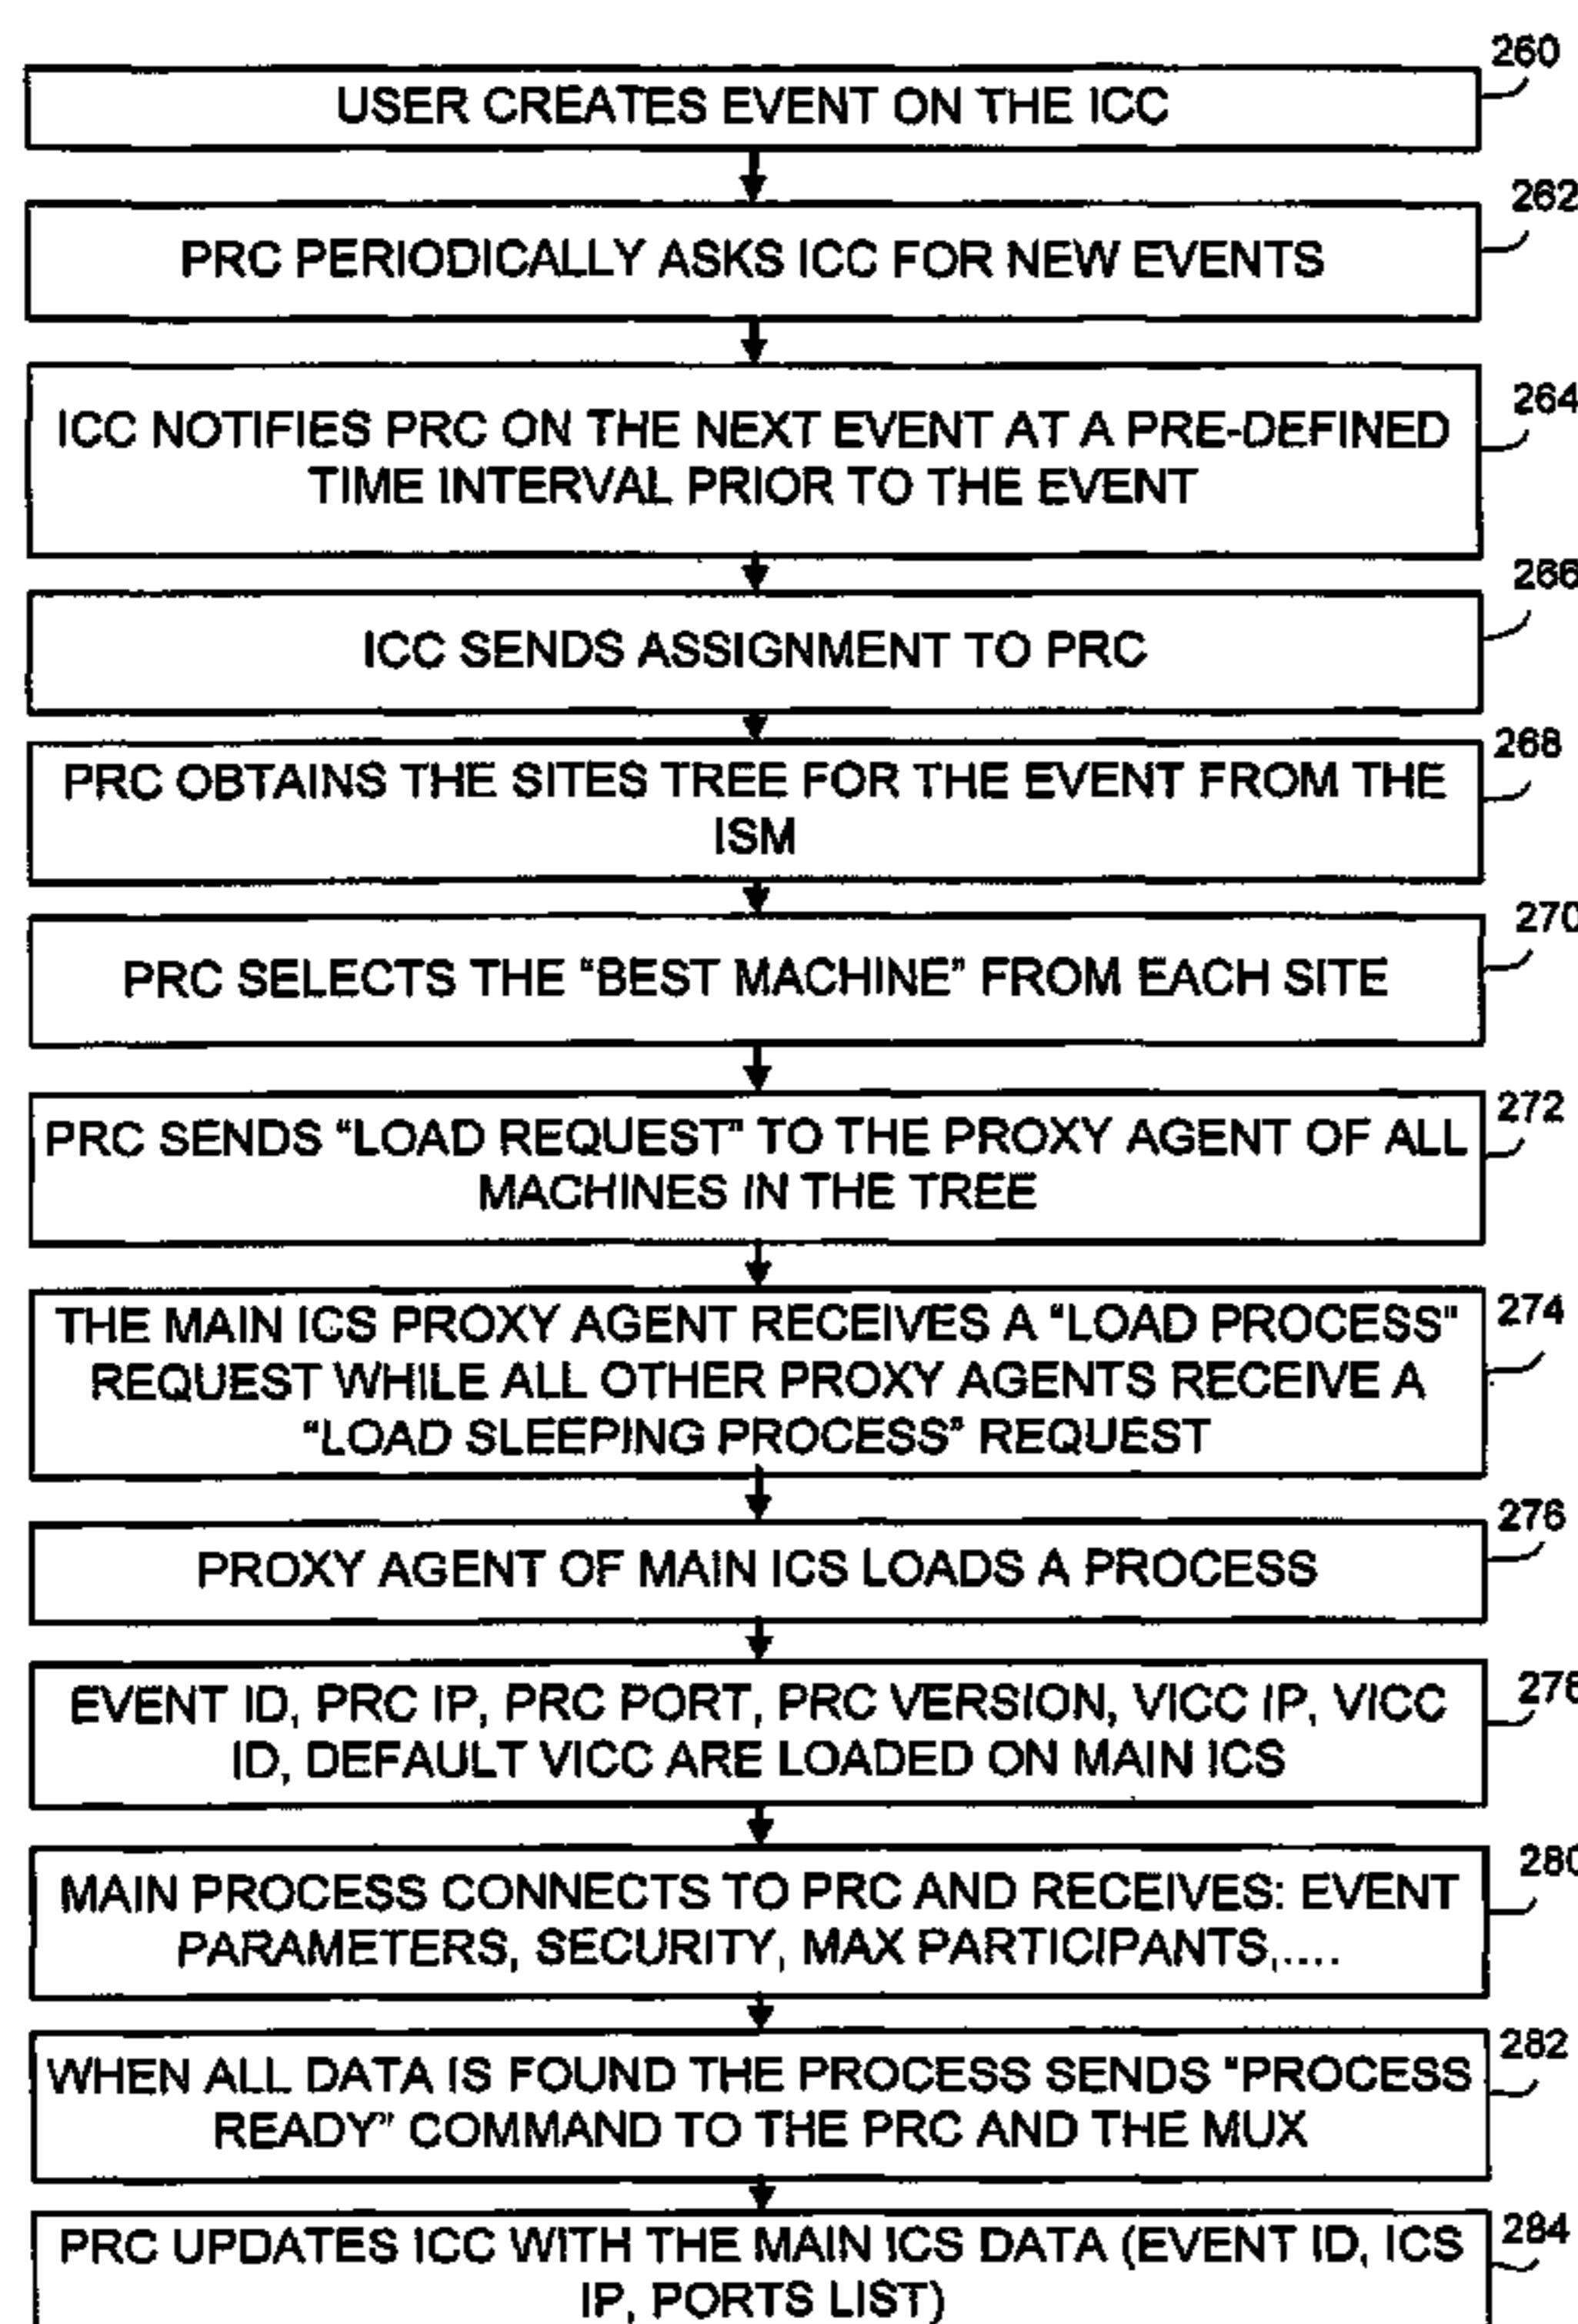 260
USER CREATES EVENT ON THE ICC
262
PRC PERIODICALLY ASKS ICC FOR NEW EVENTS
264
ICC NOTIFIES PRC ON THE NEXT EVENT AT A PRE-DEFINED
TIME INTERVAL PRIOR TO THE EVENT
266
ICC SENDS ASSIGNMENT TO PRC
268
PRC OBTAINS THE SITES TREE FOR THE EVENT FROM THE
ISM
270
PRC SELECTS THE "BEST MACHINE" FROM EACH SITE
272
PRC SENDS "LOAD REQUEST" TO THE PROXY AGENT OF ALL
MACHINES IN THE TREE
274
THE MAIN ICS PROXY AGENT RECEIVES A "LOAD PROCESS"
REQUEST WHILE ALL OTHER PROXY AGENTS RECEIVE A
"LOAD SLEEPING PROCESS" REQUEST
276
PROXY AGENT OF MAIN ICS LOADS A PROCESS
278
EVENT ID, PRC IP, PRC PORT, PRC VERSION, VICC IP, VICC
ID, DEFAULT VICC ARE LOADED ON MAIN ICS
280
MAIN PROCESS CONNECTS TO PRC AND RECEIVES: EVENT
PARAMETERS, SECURITY, MAX PARTICIPANTS,....
282
WHEN ALL DATA IS FOUND THE PROCESS SENDS "PROCESS
READY" COMMAND TO THE PRC AND THE MUX
284
PRC UPDATES ICC WITH THE MAIN ICS DATA (EVENT ID, ICS
IP, PORTS LIST)